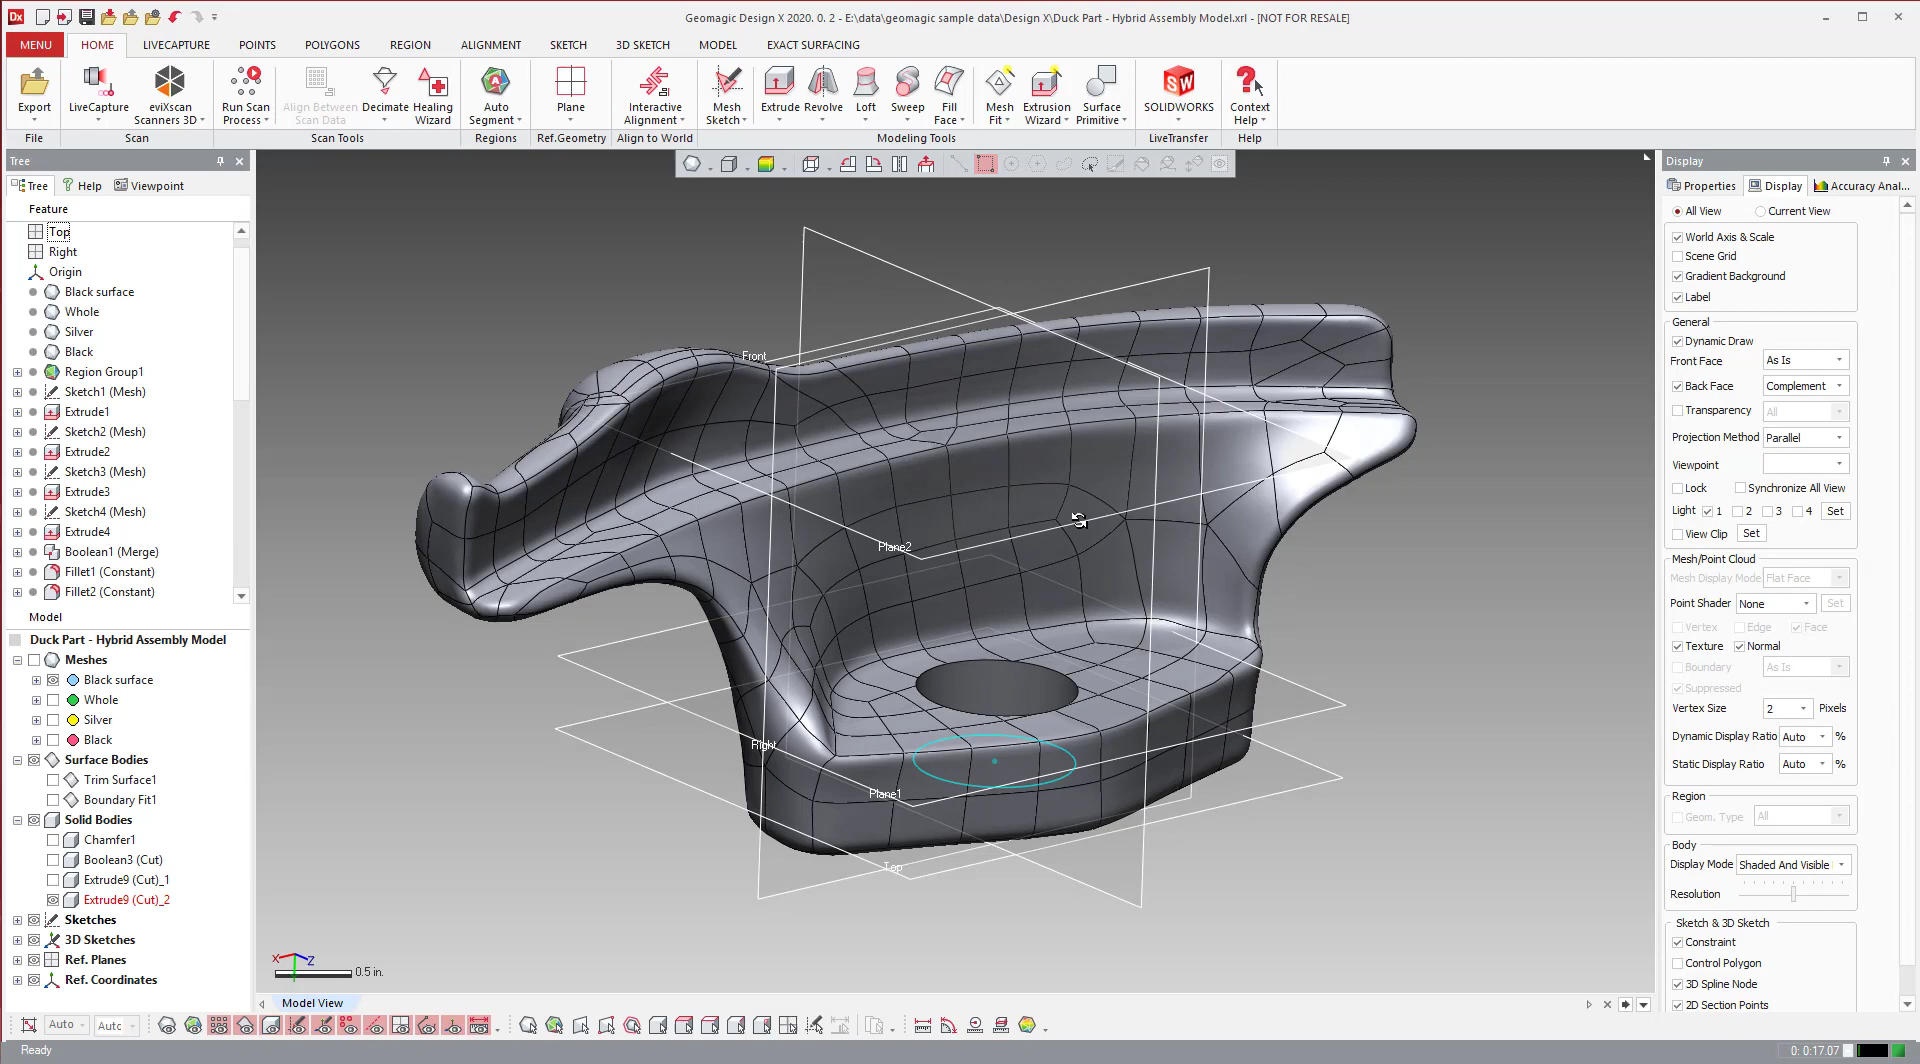 Dx
Geomagic Design X 2020. 0. 2 - E:\data\geomagic sample data\Design X\Duck Part - Hybrid Assembly Model.xrl - [NOT FOR RESALE]
MENU HOME LIVECAPTURE POINTS POLYGONS REGION ALIGNMENT SKETCH 3D SKETCH MODEL EXACT SURFACING
Export LiveCapture eviXscan Scanners 3D Run Scan Process Align Between Scan Data Decimate Healing Wizard Auto Segment Plane Interactive Alignment Mesh Sketch Extrude Revolve Loft Sweep Fill Face Mesh Fit Extrusion Wizard Surface Primitive SW SOLIDWORKS Context Help
File Scan Scan Tools Regions Ref.Geometry Align to World Modeling Tools LiveTransfer Help
Tree
Tree Help Viewpoint
Feature
Top
Right
Origin
Black surface
Whole
Silver
Black
Region Group1
Sketch1 (Mesh)
Extrude1
Sketch2 (Mesh)
Extrude2
Sketch3 (Mesh)
Extrude3
Sketch4 (Mesh)
Extrude4
Boolean1 (Merge)
Fillet1 (Constant)
Fillet2 (Constant)
Model
Duck Part - Hybrid Assembly Model
Meshes
Black surface
Whole
Silver
Black
Surface Bodies
Trim Surface1
Boundary Fit1
Solid Bodies
Chamfer1
Boolean3 (Cut)
Extrude9 (Cut)_1
Extrude9 (Cut)_2
Sketches
3D Sketches
Ref. Planes
Ref. Coordinates
Front
Plane2
Right
Plane1
Top
X Z
0.5 in.
Model View
Display
Properties Display Accuracy Anal...
All View Current View
World Axis & Scale
Scene Grid
Gradient Background
Label
General
Dynamic Draw
Front Face As Is
Back Face Complement
Transparency All
Projection Method Parallel
Viewpoint
Lock Synchronize All View
Light 1 2 3 4 Set
View Clip Set
Mesh/Point Cloud
Mesh Display Mode Flat Face
Point Shader None Set
Vertex Edge Face
Texture Normal
Boundary As Is
Suppressed
Vertex Size 2 Pixels
Dynamic Display Ratio Auto %
Static Display Ratio Auto %
Region
Geom. Type All
Body
Display Mode Shaded And Visible
Resolution
Sketch & 3D Sketch
Constraint
Control Polygon
3D Spline Node
2D Section Points
Auto Autc
Ready
0: 0:17.07